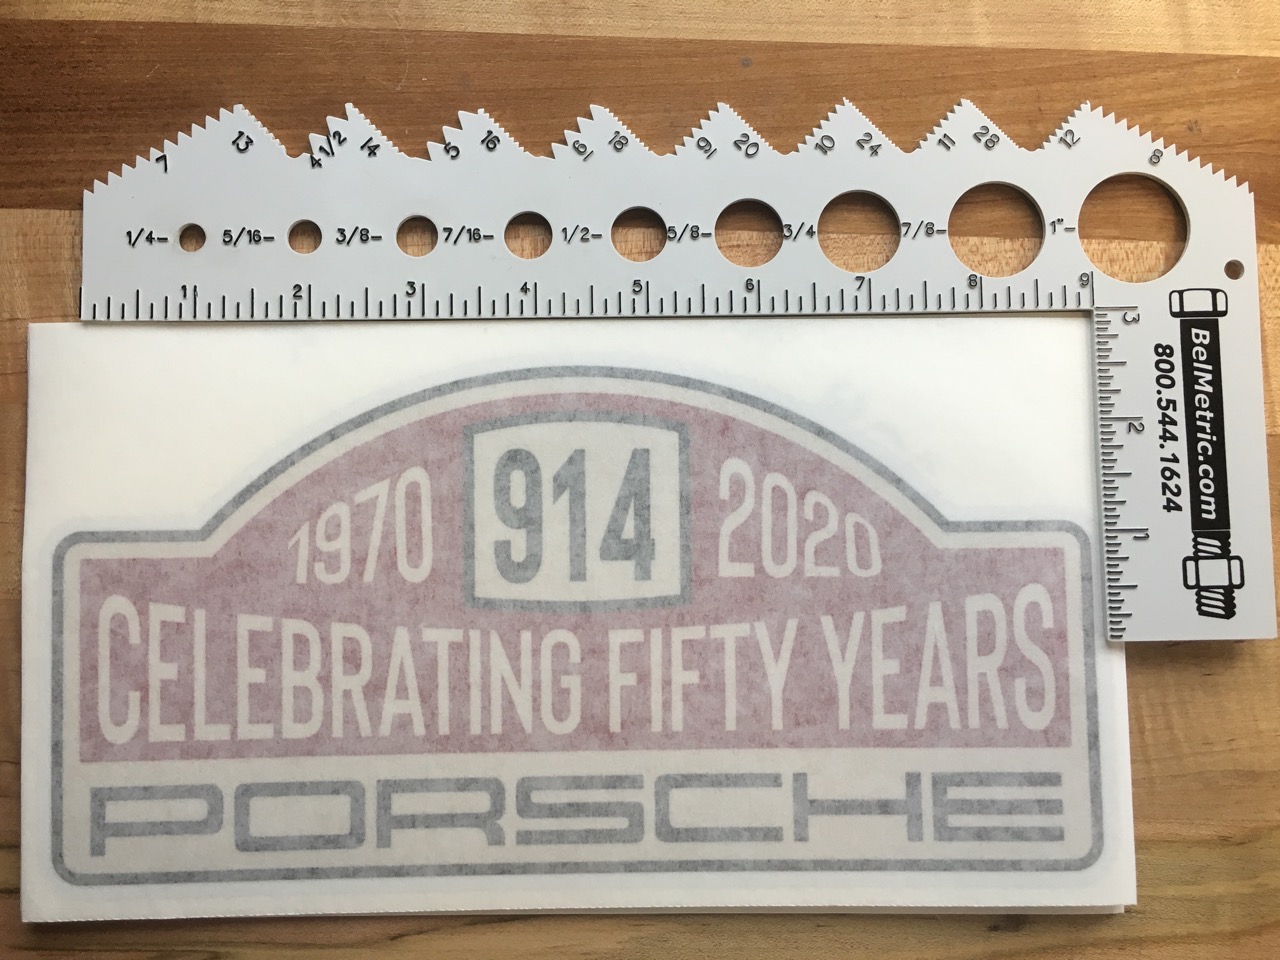 7 13 4 1/2 14 5 16 6 18 9 20 10 24 11 28 12 8
1/4 5/16 3/8 7/16 1/2 5/8 3/4 7/8 1"
1 2 3 4 5 6 7 8 9
3
2
1
BelMetric.com
800.544.1624
914
1970 2020
CELEBRATING FIFTY YEARS
PORSCHE